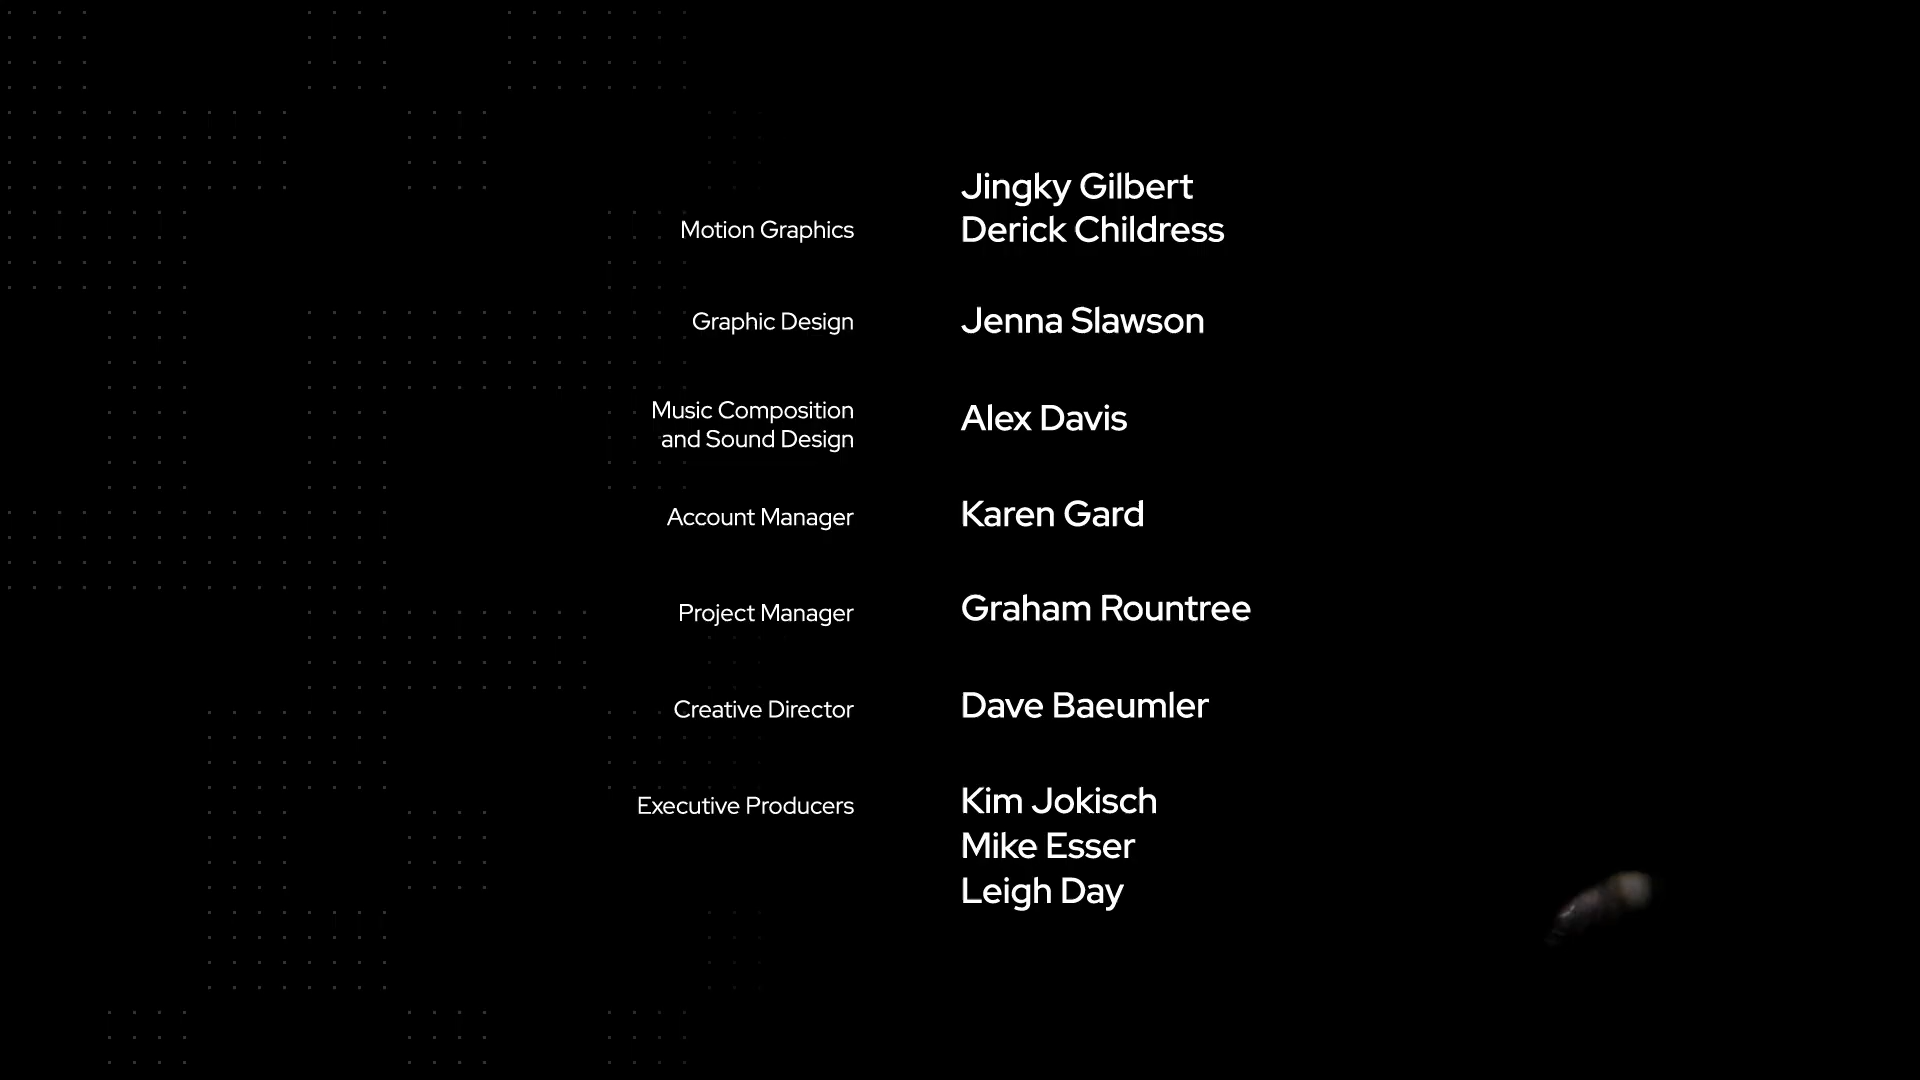 Jingky Gilbert
Motion Graphics Derick Childress
Graphic Design Jenna Slawson
Music Composition
and Sound Design
Alex Davis
Account Manager Karen Gard
Project Manager Graham Rountree
Creative Director Dave Baeumler
Executive Producers Kim Jokisch
Mike Esser
Leigh Day